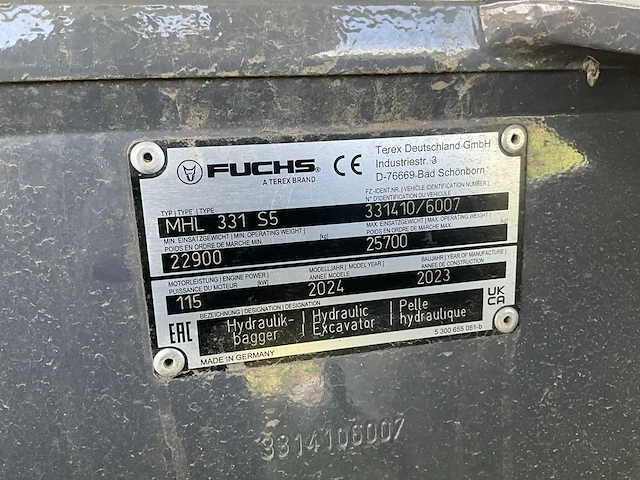 FUCHS®
A TEREX BRAND
CE
Terex Deutschland GmbH
Industriestr. 3
D-76669 Bad Schönborn
TYP | TYPE | TYPE
MHL 331 S5
FZ-IDENT.NR. | VEHICLE IDENTIFICATION NUMBER |
N° D'IDENTIFICATION
331410/6007
MIN. EINSATZGEWICHT | MIN. OPERATING WEIGHT |
POIDS EN ORDRE DE MARCHE MIN. [kg]
22900
MAX. EINSATZGEWICHT | MAX. OPERATING WEIGHT |
POIDS EN ORDRE DE MARCHE MAX. [kg]
25700
MOTORLEISTUNG | ENGINE POWER |
PUISSANCE DU MOTEUR [kW]
115
MODELLJAHR | MODEL YEAR |
ANNÉE MODELE
2024
BAUJAHR | YEAR OF MANUFACTURE |
ANNÉE DE CONSTRUCTION
2023
BEZEICHNUNG | DESIGNATION | DESIGNATION
Hydraulik- | Hydraulic | Pelle
bagger | Excavator | hydraulique
EAC
UK
CA
MADE IN GERMANY
5 300 655 051-b
3314106007